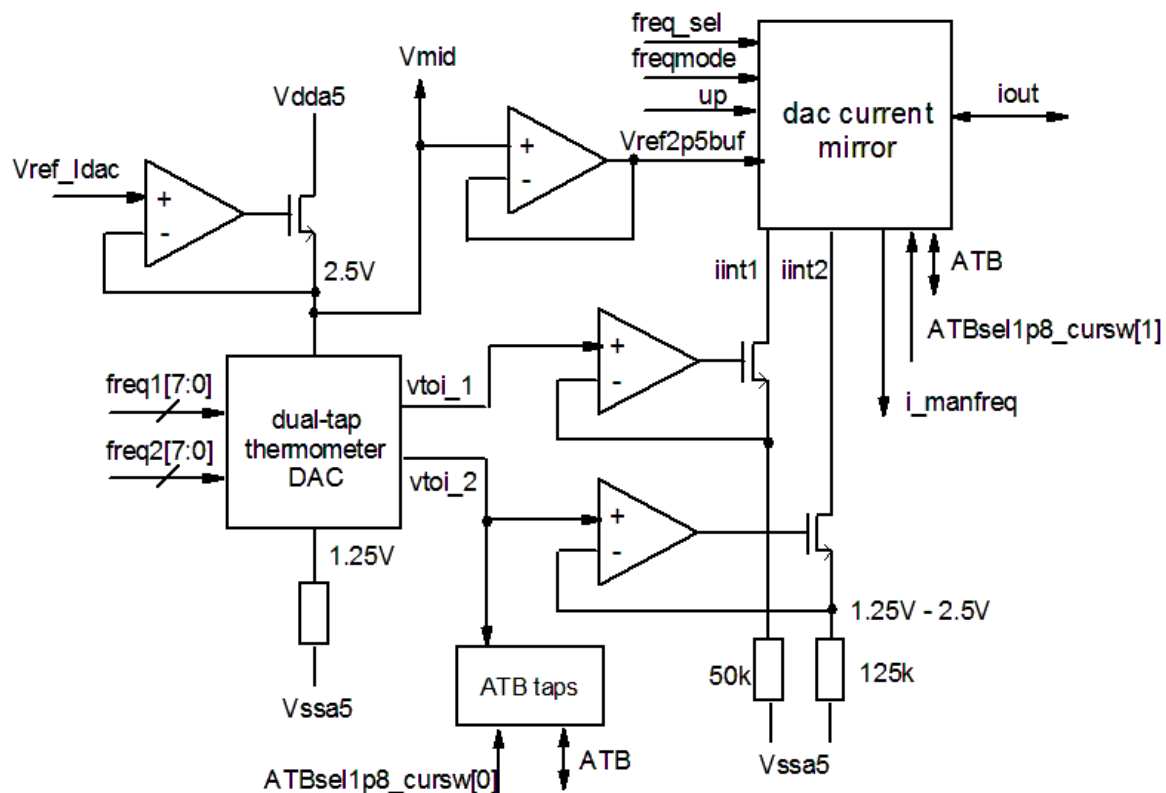 freq_sel
freqmode
up
Vmid
Vdda5
Vref_Idac
+
-
2.5V
+
-
Vref2p5buf
dac current
mirror
iout
iint1
iint2
ATB
ATBsel1p8_cursw[1]
i_manfreq
freq1[7:0]
freq2[7:0]
dual-tap
thermometer
DAC
vtoi_1
vtoi_2
+
-
+
-
1.25V
1.25V - 2.5V
50k
125k
Vssa5
ATB taps
Vssa5
ATB
ATBsel1p8_cursw[0]